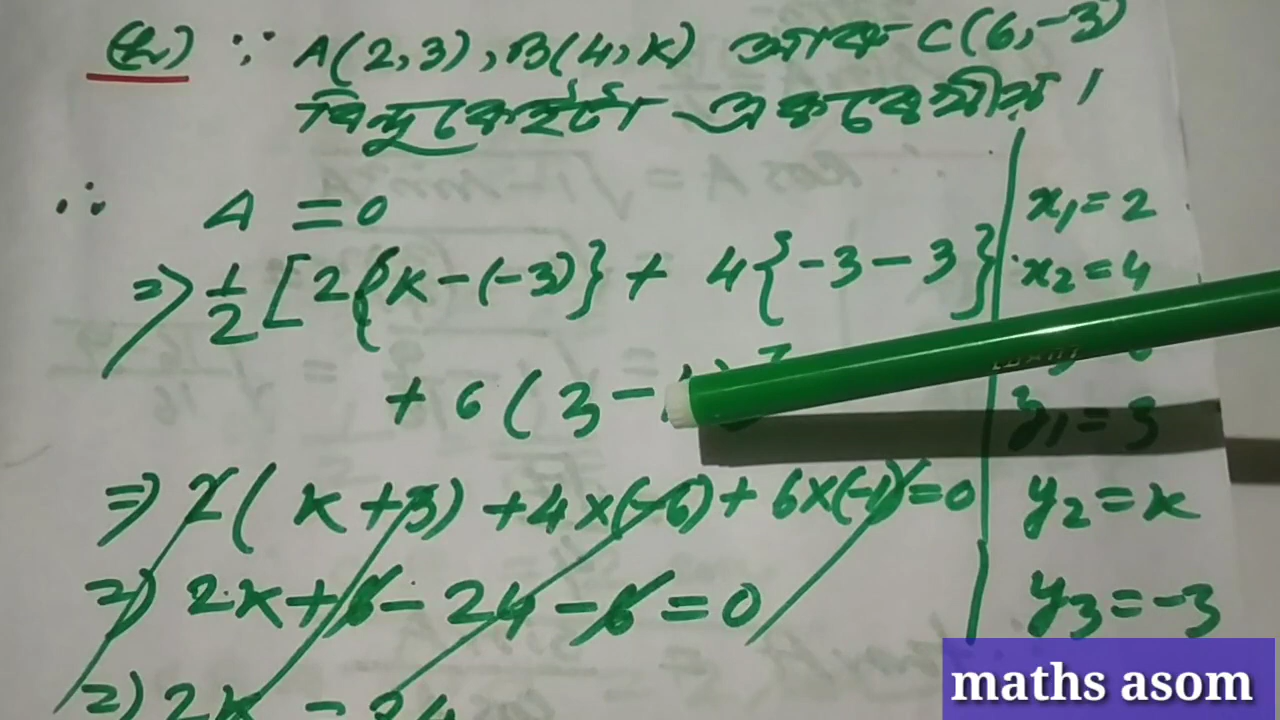 ∵ A(2,3), B(4,K) আৰু C(6,-3)
বিন্দু কেইটা একৰেখীয় ।
∴ Δ = 0
⇒ 1/2 [2{K-(-3)} + 4{-3-3}
+ 6(3-
⇒ 2(K+3) +4×(-6)+ 6×(-1)=0
⇒ 2K+6-24-6=0
⇒ 2K = 24
x₁=2
x₂=4
y₁=3
y₂=K
y₃=-3
maths asom